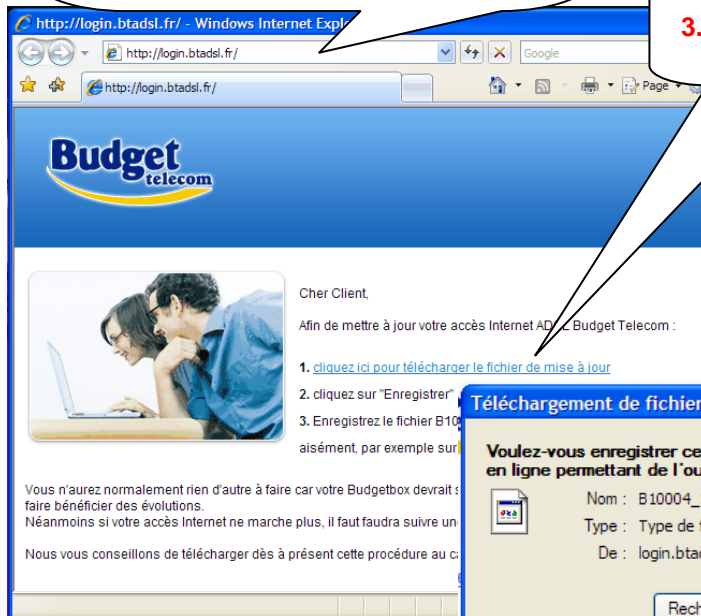 3.
http://login.btadsl.fr/ - Windows Internet Expl
http://login.btadsl.fr/
Google
http://login.btadsl.fr/
Page
Budget
telecom
Cher Client,
Afin de mettre à jour votre accès Internet Budget Telecom :
1. cliquez ici pour télécharger le fichier de mise à jour
2. cliquez sur "Enregistrer"
3. Enregistrez le fichier B10
aisément, par exemple sur
Vous n'aurez normalement rien d'autre à faire car votre Budgetbox devrait
faire bénéficier des évolutions.
Néanmoins si votre accès Internet ne marche plus, il faut faudra suivre un
Nous vous conseillons de télécharger dès à présent cette procédure au
Téléchargement de fichier
Voulez-vous enregistrer ce
en ligne permettant de l'ou
Nom : B10004_
Type : Type de
De : login.btad
Rech